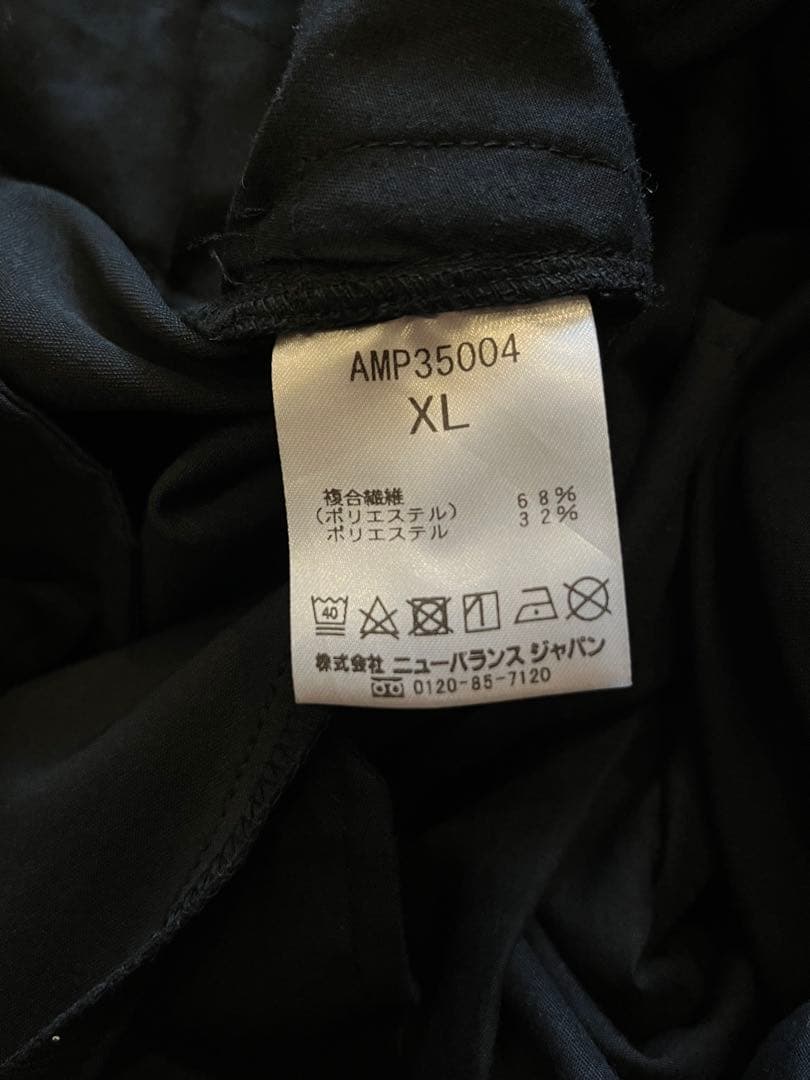 AMP35004
XL
複合繊維
(ポリエステル) 68%
ポリエステル 32%
40
株式会社 ニューバランス ジャパン
0120-85-7120